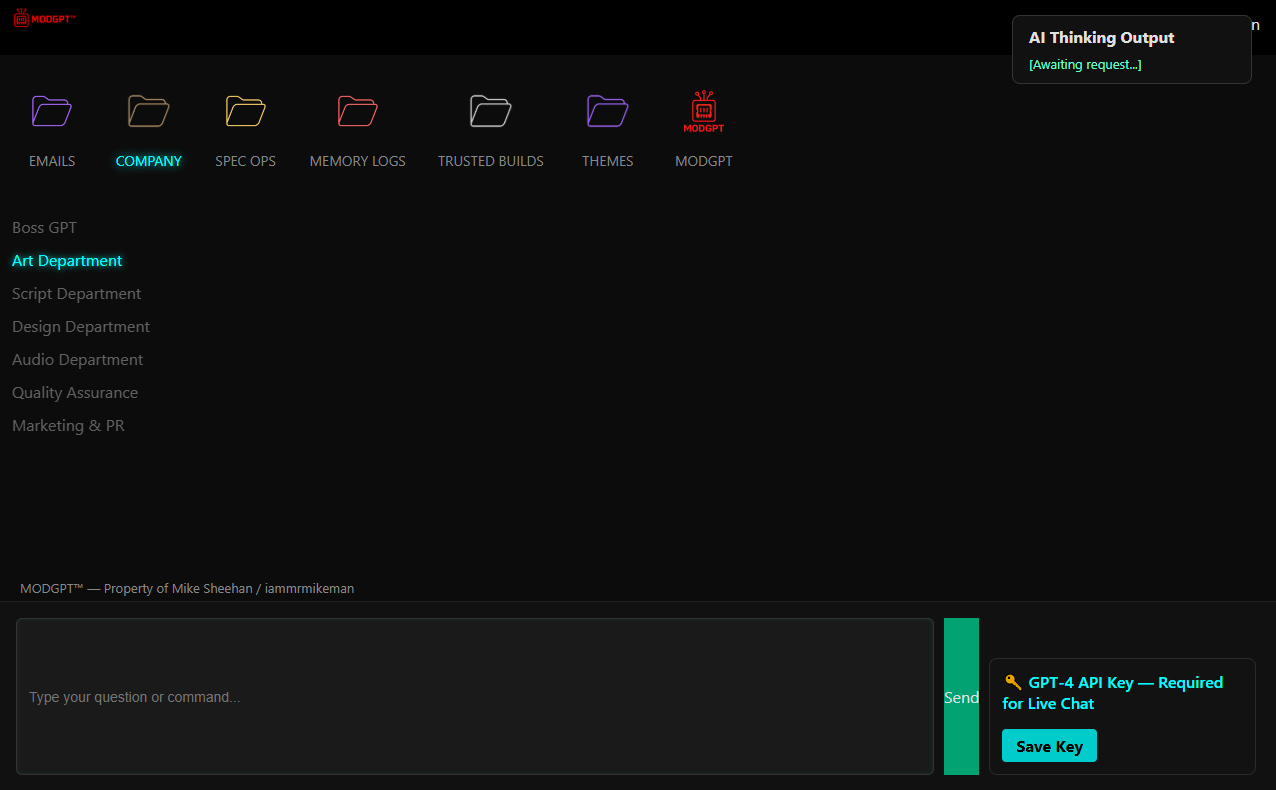 MODGPT™
n
AI Thinking Output
[Awaiting request...]
EMAILS
COMPANY
SPEC OPS
MEMORY LOGS
TRUSTED BUILDS
THEMES
MODGPT
MODGPT
Boss GPT
Art Department
Script Department
Design Department
Audio Department
Quality Assurance
Marketing & PR
MODGPT™ — Property of Mike Sheehan / iammrmikeman
Type your question or command...
Send
🔑 GPT-4 API Key — Required
for Live Chat
Save Key